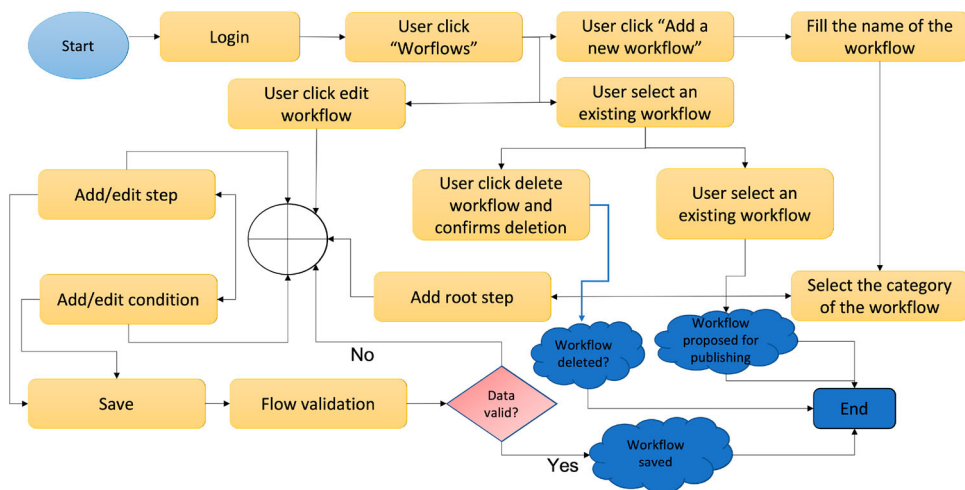 Start
Login
User click
“Worflows”
User click “Add a
new workflow”
Fill the name of the
workflow
User click edit
workflow
User select an
existing workflow
Add/edit step
User click delete
workflow and
confirms deletion
User select an
existing workflow
Add/edit condition
Add root step
Select the category
of the workflow
No
Workflow
deleted?
Workflow
proposed for
publishing
Save
Flow validation
Data
valid?
End
Yes
Workflow
saved